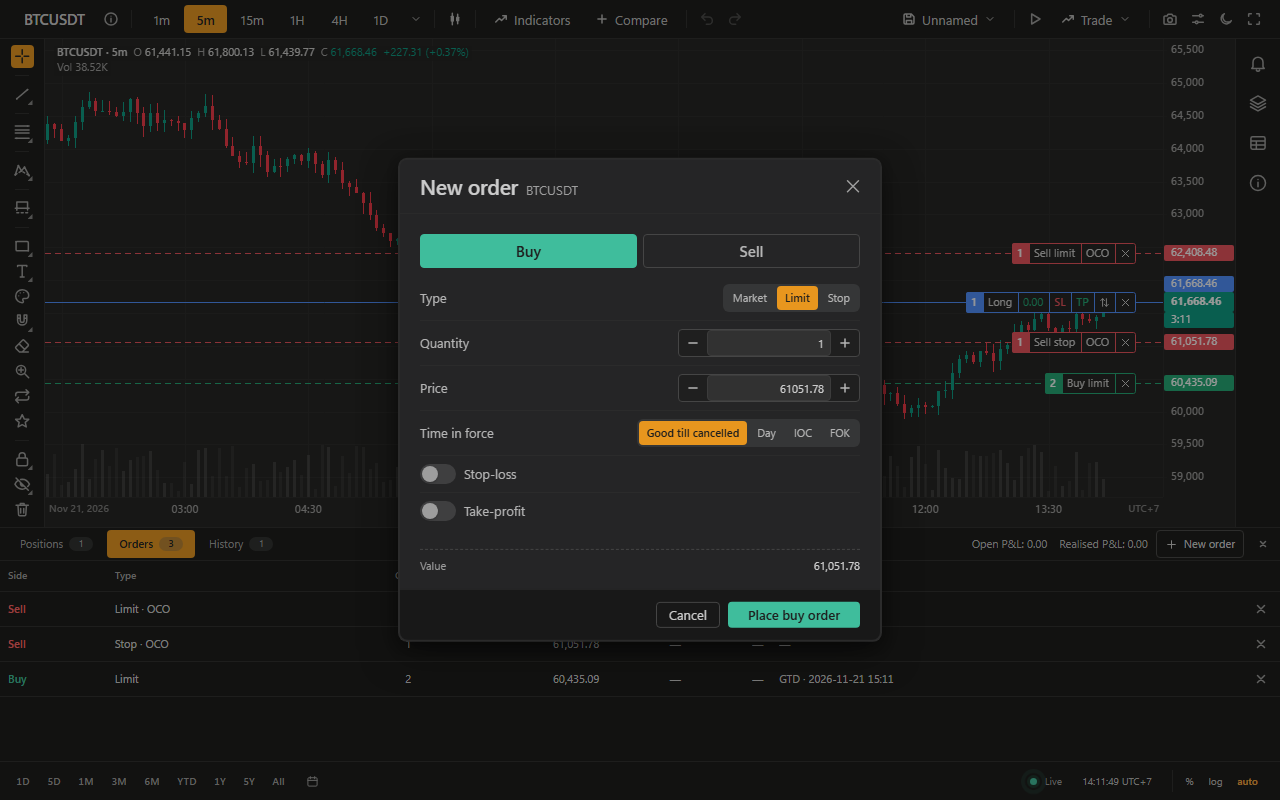 BTCUSDT 1m 5m 15m 1H 4H 1D Indicators Compare Unnamed Trade
BTCUSDT · 5m O 61,441.15 H 61,800.13 L 61,439.77 C 61,668.46 +227.31 (+0.37%)
Vol 38.52K
65,500
65,000
64,500
64,000
63,500
63,000
1 Sell limit OCO 62,408.48
61,668.46
1 Long 0.00 SL TP 61,668.46
3:11
1 Sell stop OCO 61,051.78
2 Buy limit 60,435.09
60,000
59,500
59,000
Nov 21, 2026 03:00 04:30 12:00 13:30 UTC+7
New order BTCUSDT
Buy Sell
Type Market Limit Stop
Quantity 1
Price 61051.78
Time in force Good till cancelled Day IOC FOK
Stop-loss
Take-profit
Value 61,051.78
Cancel Place buy order
Positions 1 Orders 3 History 1 Open P&L: 0.00 Realised P&L: 0.00 New order
Side Type
Sell Limit · OCO
Sell Stop · OCO 1 61,051.78 — — —
Buy Limit 2 60,435.09 — — GTD · 2026-11-21 15:11
1D 5D 1M 3M 6M YTD 1Y 5Y All Live 14:11:49 UTC+7 % log auto